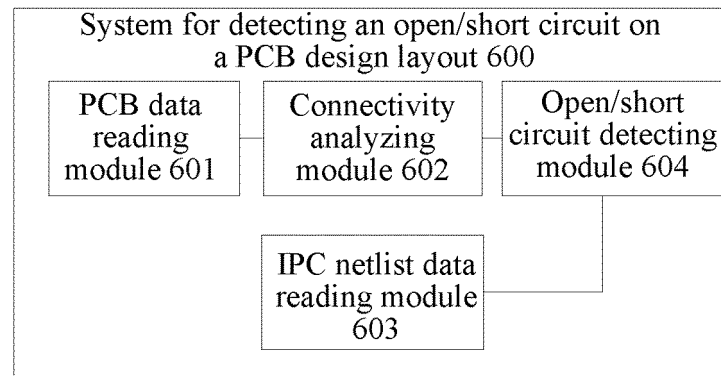 System for detecting an open/short circuit on
a PCB design layout 600
PCB data
reading
module 601
Connectivity
analyzing
module 602
Open/short
circuit detecting
module 604
IPC netlist data
reading module
603